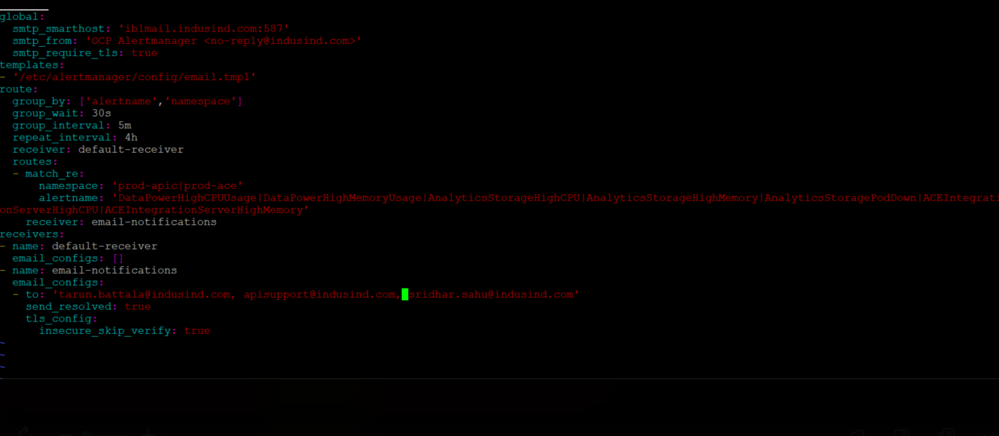 global:
  smtp_smarthost: 'iblmail.indusind.com:587'
  smtp_from: 'OCP Alertmanager <no-reply@indusind.com>'
  smtp_require_tls: true
templates:
- '/etc/alertmanager/config/email.tmpl'
route:
  group_by: ['alertname','namespace']
  group_wait: 30s
  group_interval: 5m
  repeat_interval: 4h
  receiver: default-receiver
  routes:
  - match_re:
      namespace: 'prod-apic|prod-ace'
      alertname: 'DataPowerHighCPUUsage|DataPowerHighMemoryUsage|AnalyticsStorageHighCPU|AnalyticsStorageHighMemory|AnalyticsStoragePodDown|ACEIntegrati
onServerHighCPU|ACEIntegrationServerHighMemory'
    receiver: email-notifications
receivers:
- name: default-receiver
  email_configs: []
- name: email-notifications
  email_configs:
  - to: 'tarun.battala@indusind.com, apisupport@indusind.com, sridhar.sahu@indusind.com'
    send_resolved: true
    tls_config:
      insecure_skip_verify: true
~
~
~